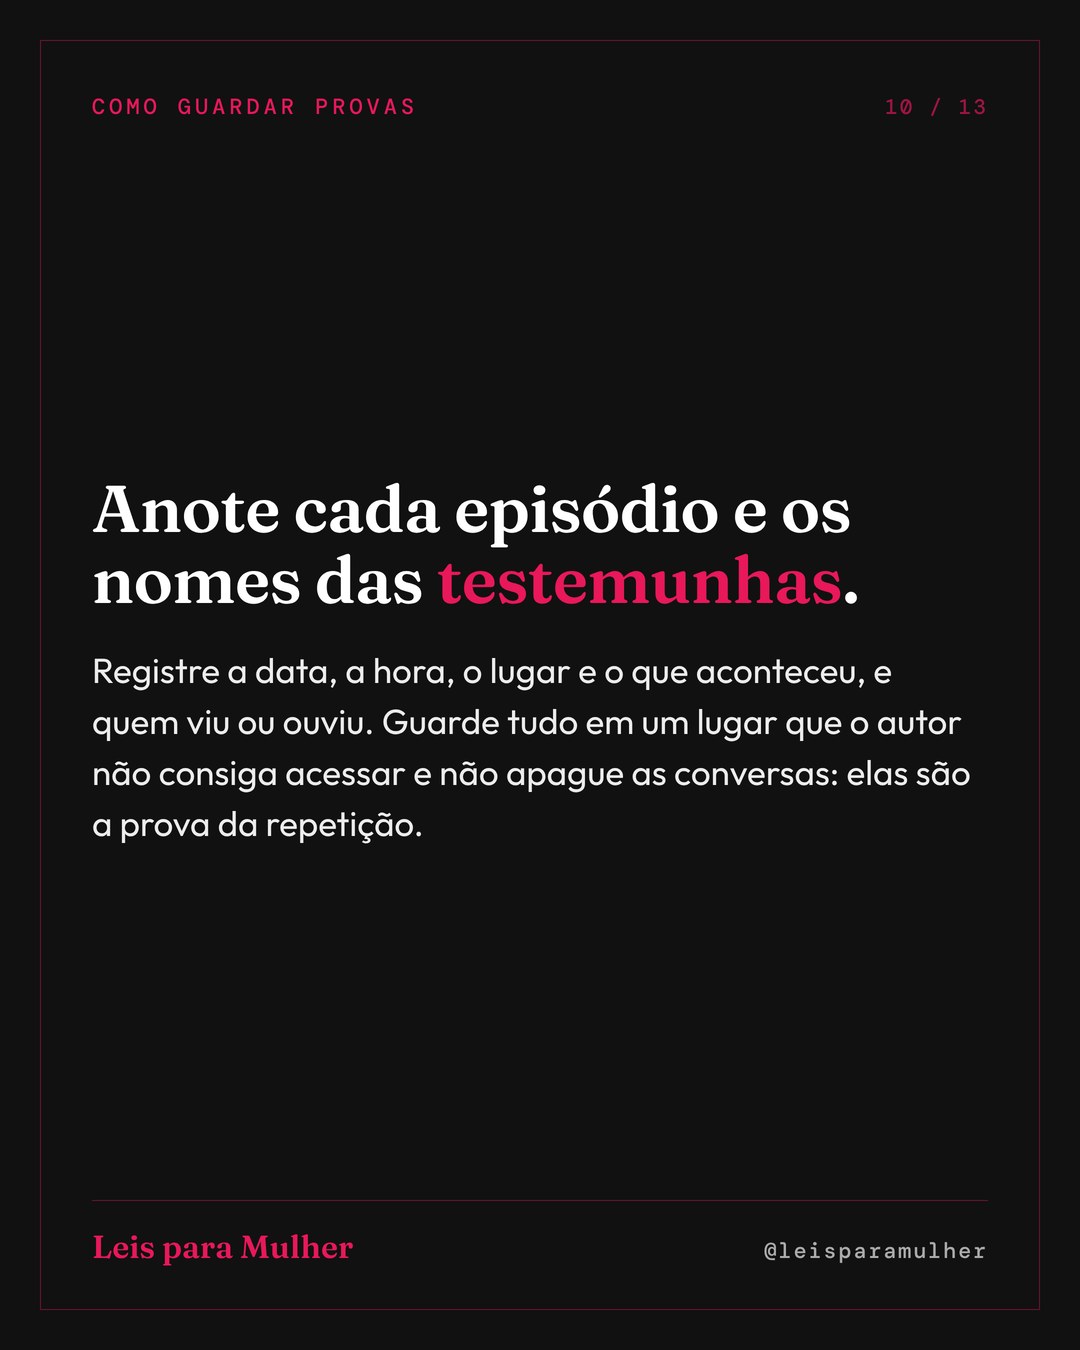 COMO GUARDAR PROVAS
10 / 13
Anote cada episódio e os
nomes das testemunhas.
Registre a data, a hora, o lugar e o que aconteceu, e
quem viu ou ouviu. Guarde tudo em um lugar que o autor
não consiga acessar e não apague as conversas: elas são
a prova da repetição.
Leis para Mulher
@leisparamulher